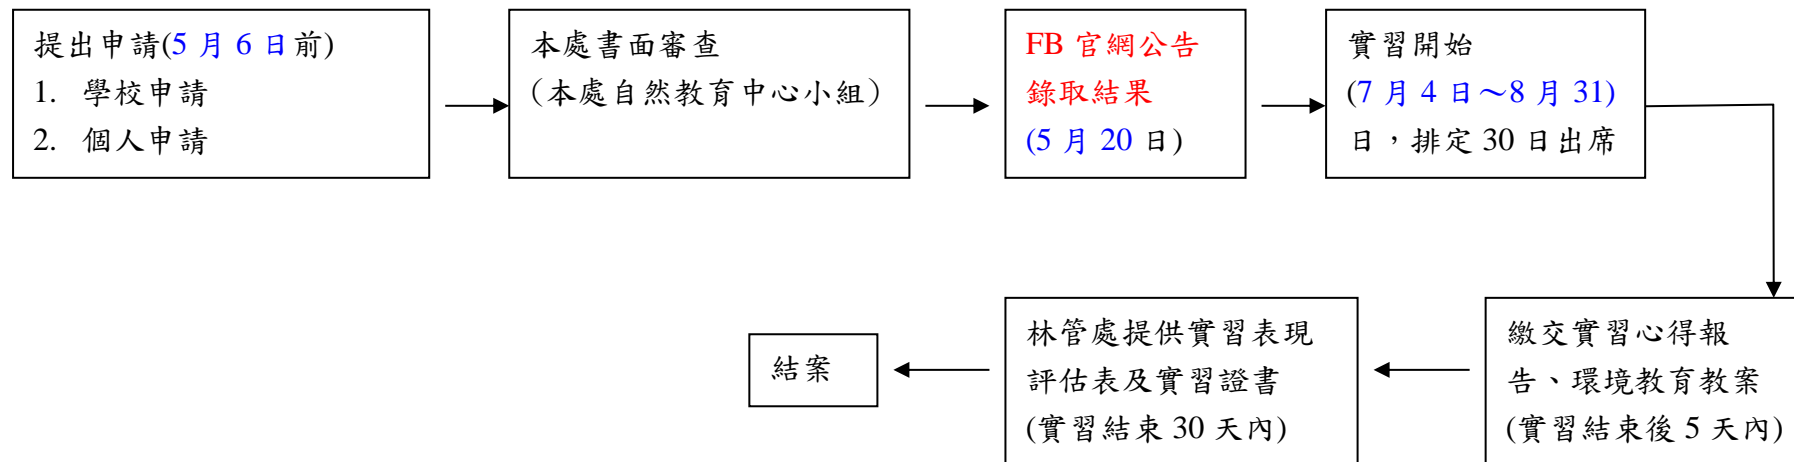 提出申請(5 月 6 日前)
1. 學校申請
2. 個人申請
本處書面審查
（本處自然教育中心小組）
FB 官網公告
錄取結果
(5 月 20 日)
實習開始
(7 月 4 日～8 月 31)
日，排定 30 日出席
繳交實習心得報
告、環境教育教案
(實習結束後 5 天內)
林管處提供實習表現
評估表及實習證書
(實習結束 30 天內)
結案